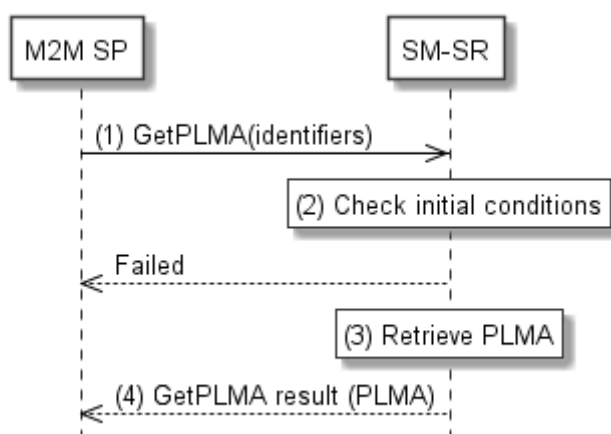 M2M SP
SM-SR
(1) GetPLMA(identifiers)
(2) Check initial conditions
Failed
(3) Retrieve PLMA
(4) GetPLMA result (PLMA)